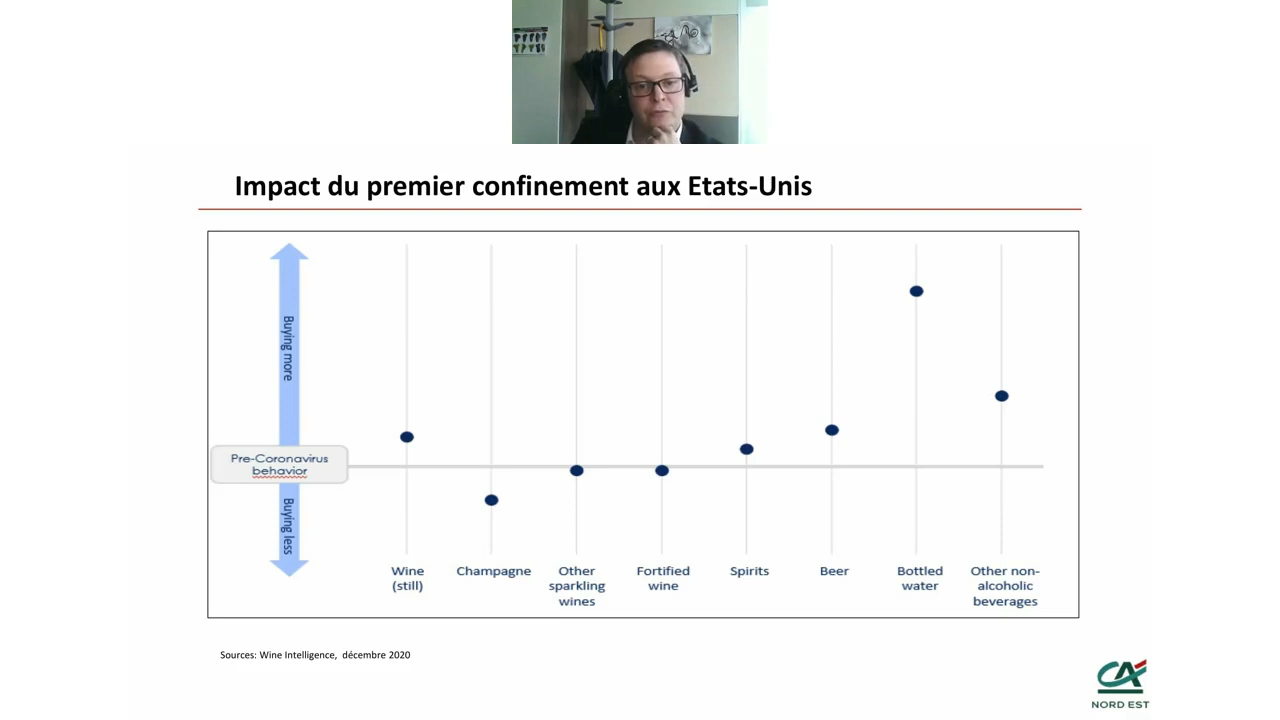 Impact du premier confinement aux Etats-Unis
Buying more
Pre-Coronavirus
behavior
Buying less
Wine
(still)
Champagne
Other
sparkling
wines
Fortified
wine
Spirits
Beer
Bottled
water
Other non-
alcoholic
beverages
Sources: Wine Intelligence, décembre 2020
CA
NORD EST